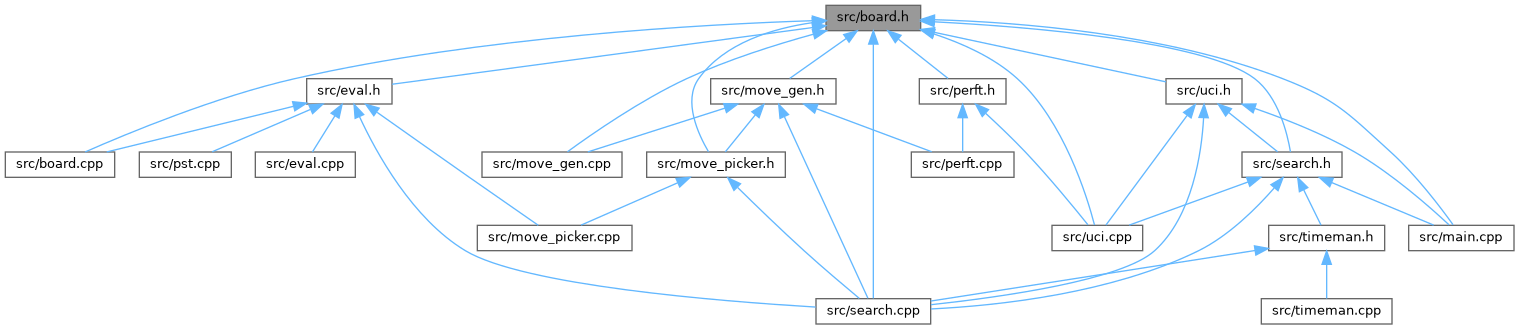 src/board.h
src/eval.h
src/move_gen.h
src/perft.h
src/uci.h
src/board.cpp
src/pst.cpp
src/eval.cpp
src/move_gen.cpp
src/move_picker.h
src/perft.cpp
src/search.h
src/move_picker.cpp
src/uci.cpp
src/timeman.h
src/main.cpp
src/search.cpp
src/timeman.cpp